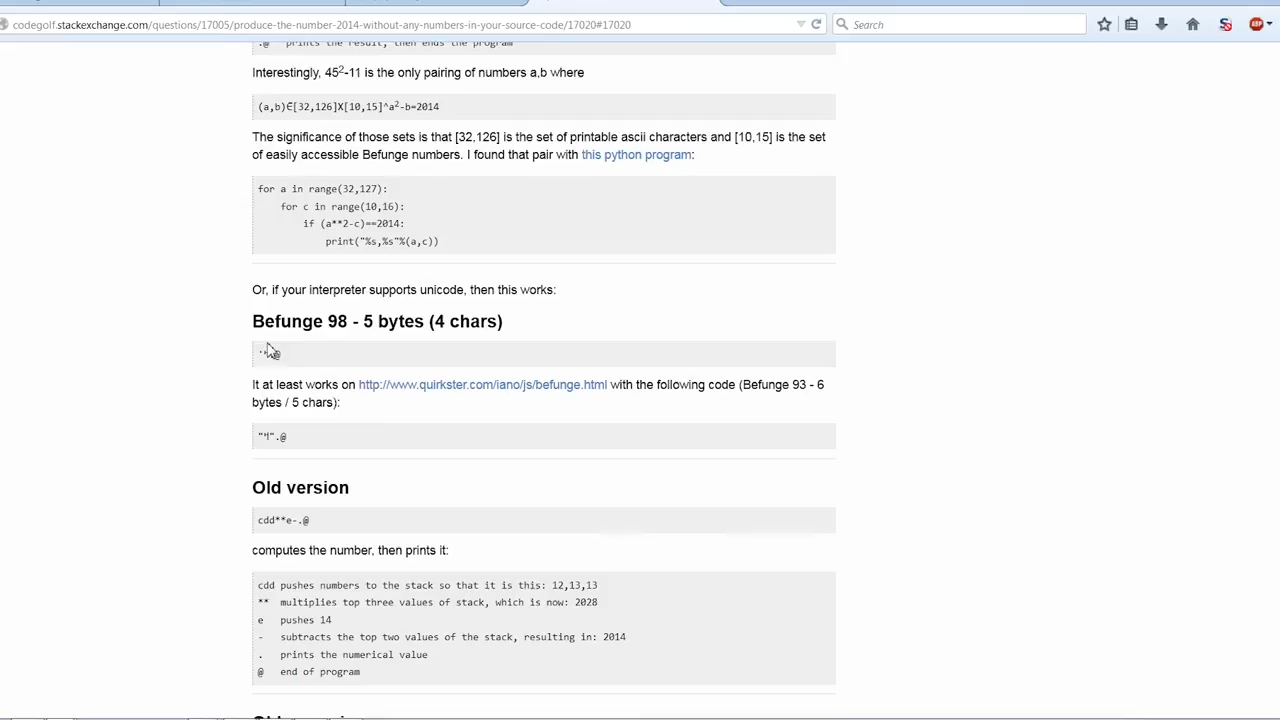 codegolf.stackexchange.com/questions/17005/produce-the-number-2014-without-any-numbers-in-your-source-code/17020#17020
Search
.@   prints the result, then ends the program
Interestingly, 45²-11 is the only pairing of numbers a,b where
(a,b)∈[32,126]X[10,15]^a²-b=2014
The significance of those sets is that [32,126] is the set of printable ascii characters and [10,15] is the set
of easily accessible Befunge numbers. I found that pair with this python program:
for a in range(32,127):
    for c in range(10,16):
        if (a**2-c)==2014:
            print("%s,%s"%(a,c))
Or, if your interpreter supports unicode, then this works:
Befunge 98 - 5 bytes (4 chars)
It at least works on http://www.quirkster.com/iano/js/befunge.html with the following code (Befunge 93 - 6
bytes / 5 chars):
".@
Old version
cdd**e-.@
computes the number, then prints it:
cdd pushes numbers to the stack so that it is this: 12,13,13
**  multiplies top three values of stack, which is now: 2028
e   pushes 14
-   subtracts the top two values of the stack, resulting in: 2014
.   prints the numerical value
@   end of program